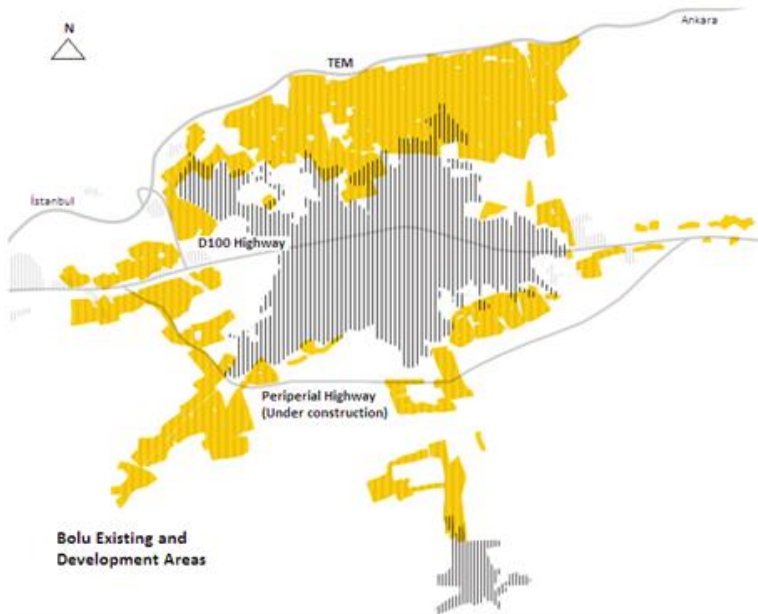 N
Ankara
TEM
İstanbul
D100 Highway
Periperial Highway
(Under construction)
Bolu Existing and
Development Areas